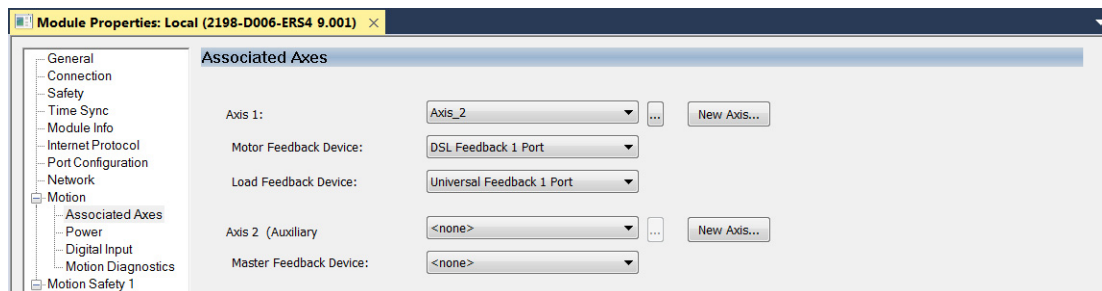 Module Properties: Local (2198-D006-ERS4 9.001) ×
General
Connection
Safety
Time Sync
Module Info
Internet Protocol
Port Configuration
Network
Motion
Associated Axes
Power
Digital Input
Motion Diagnostics
Motion Safety 1
Associated Axes
Axis 1: Axis_2 ... New Axis...
Motor Feedback Device: DSL Feedback 1 Port
Load Feedback Device: Universal Feedback 1 Port
Axis 2 (Auxiliary <none> ... New Axis...
Master Feedback Device: <none>